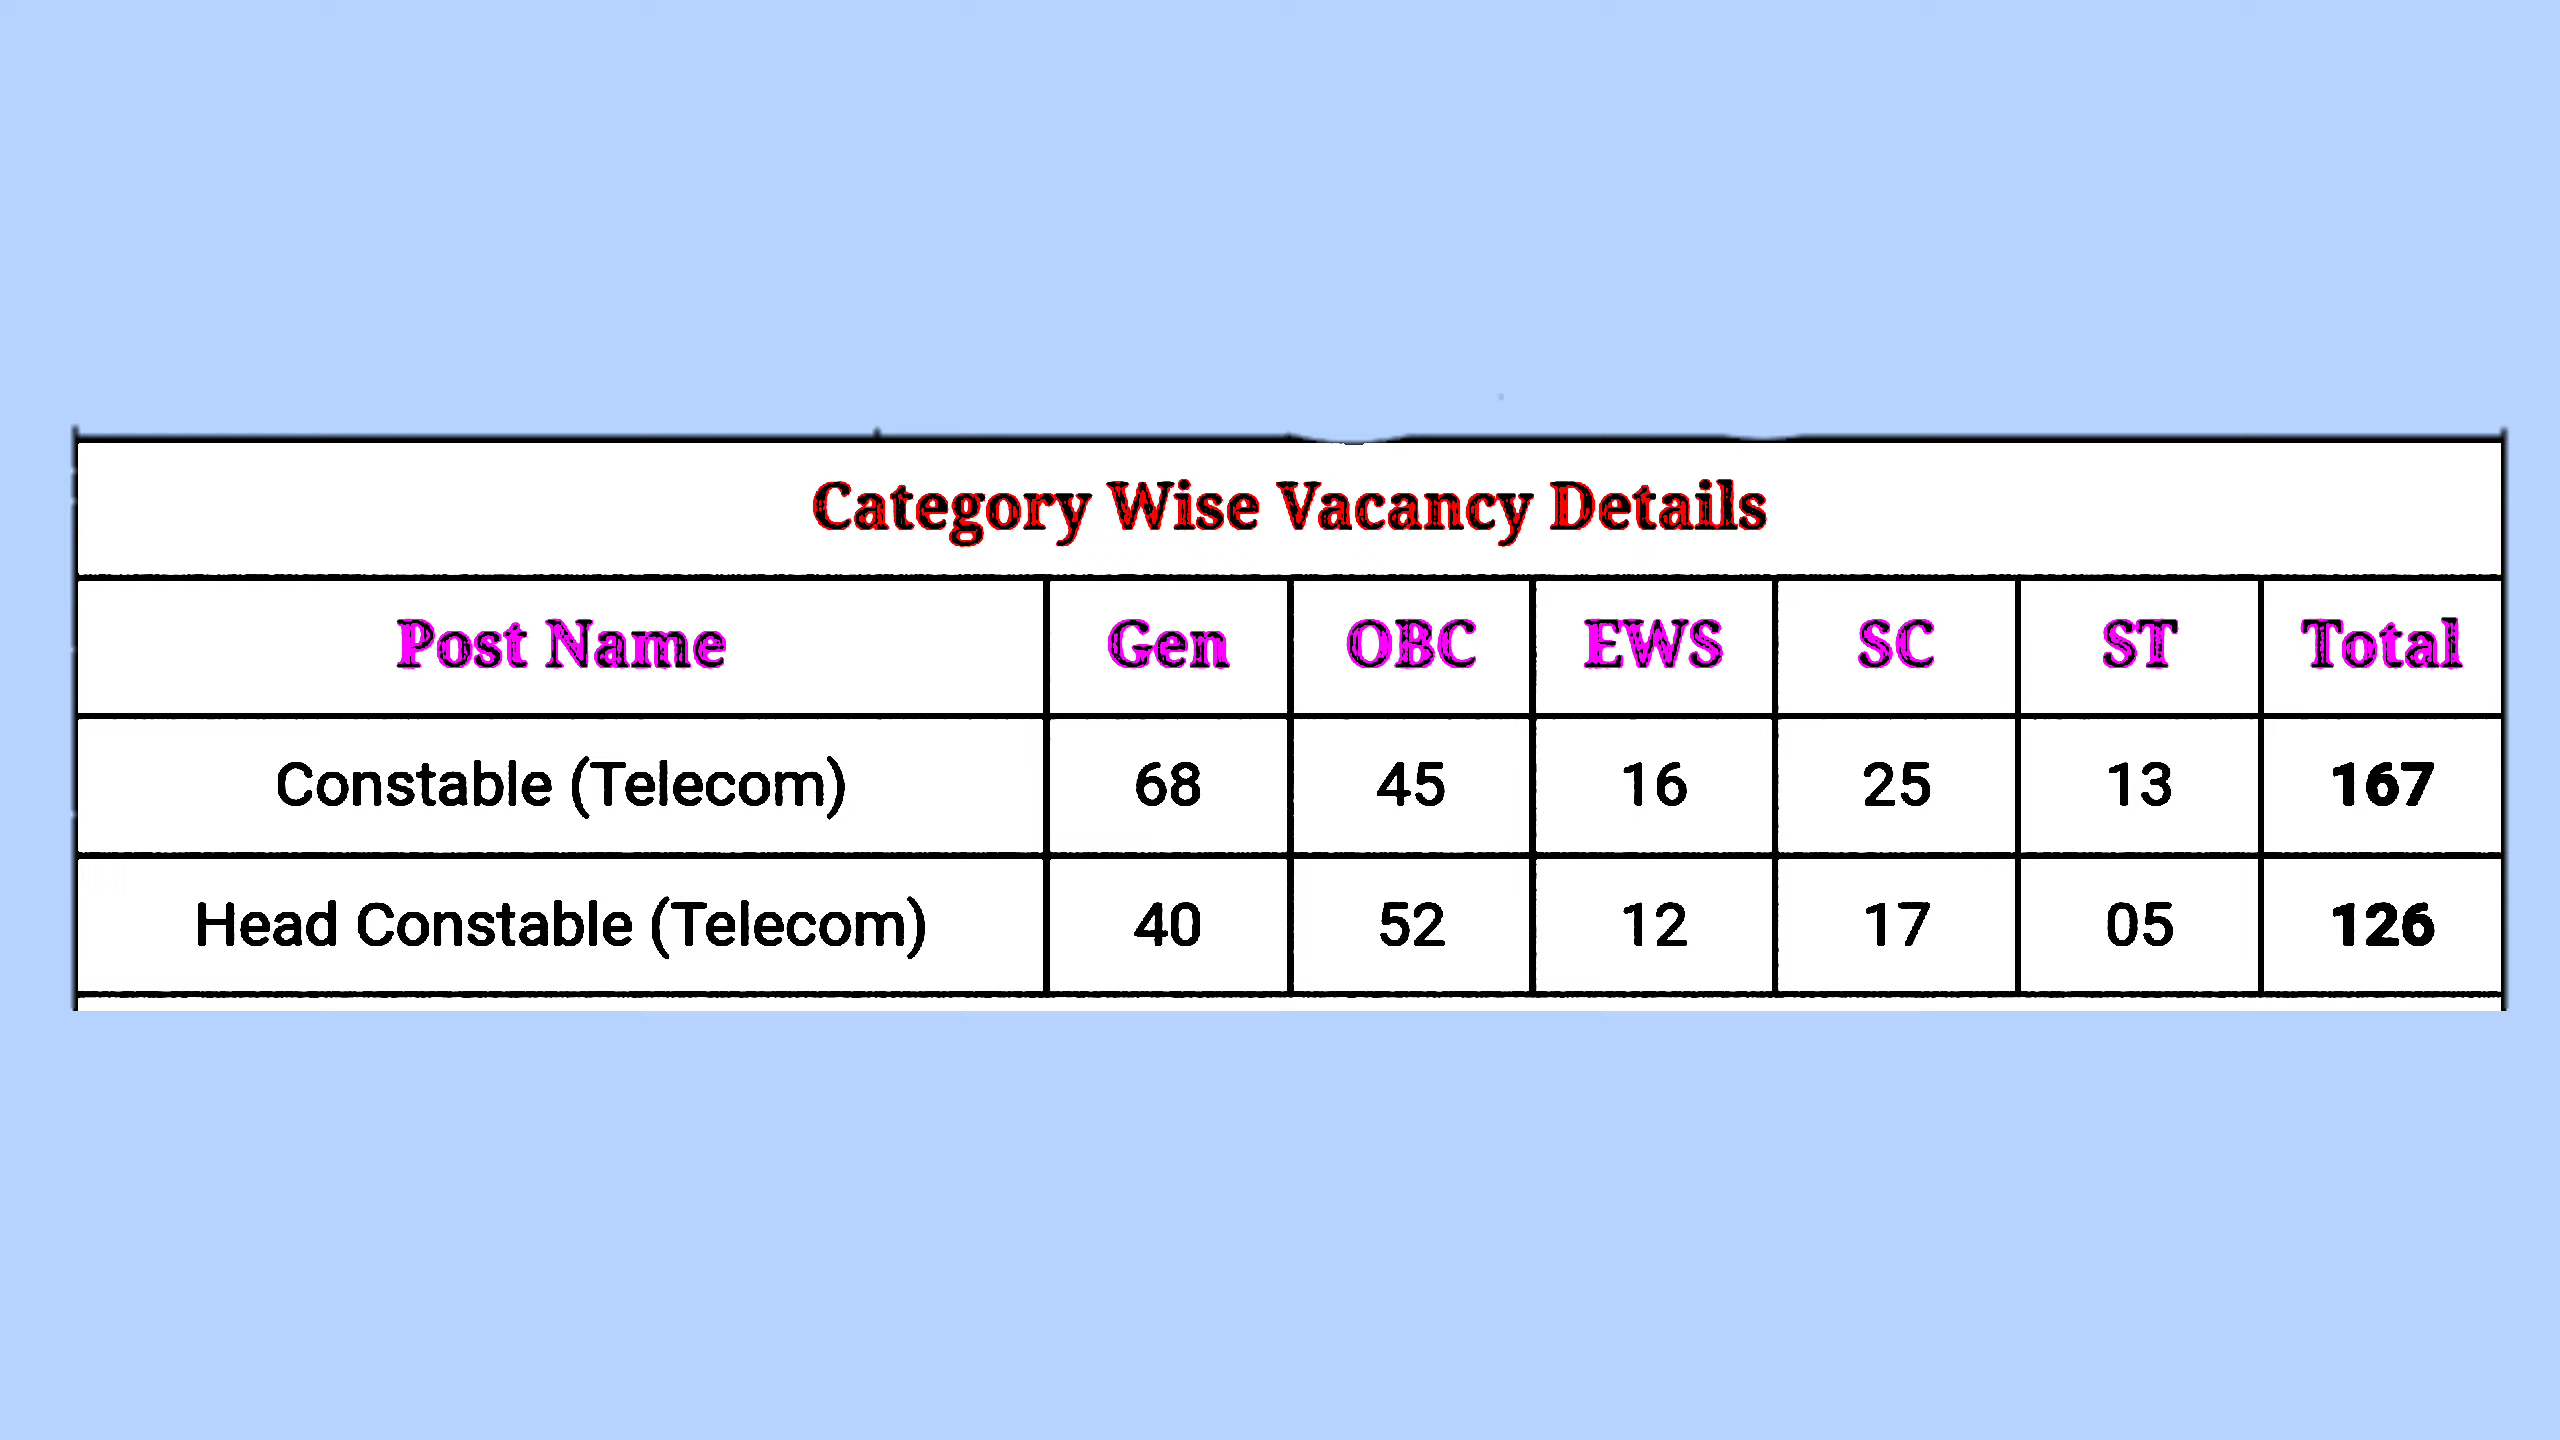 Category Wise Vacancy Details
Post Name Gen OBC EWS SC ST Total
Constable (Telecom) 68 45 16 25 13 167
Head Constable (Telecom) 40 52 12 17 05 126